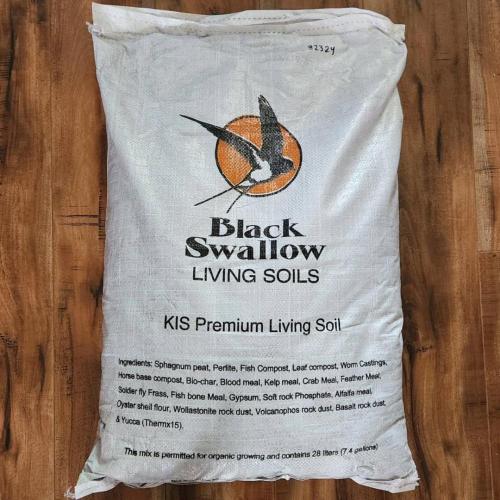 82324
Black
Swallow
LIVING SOILS
KIS Premium Living Soil
Ingredients: Sphagnum peat, Perlite, Fish Compost, Leaf compost, Worm Castings,
Horse base compost, Bio-char, Blood meal, Kelp meal, Crab Meal, Feather Meal,
Soldier fly Frass, Fish bone Meal, Gypsum, Soft rock Phosphate, Alfalfa meal,
Oyster shell flour, Wollastonite rock dust, Volcanophos rock dust, Basalt rock dust,
& Yucca (Thermx15).
This mix is permitted for organic growing and contains 28 liters (7.4 gallons)